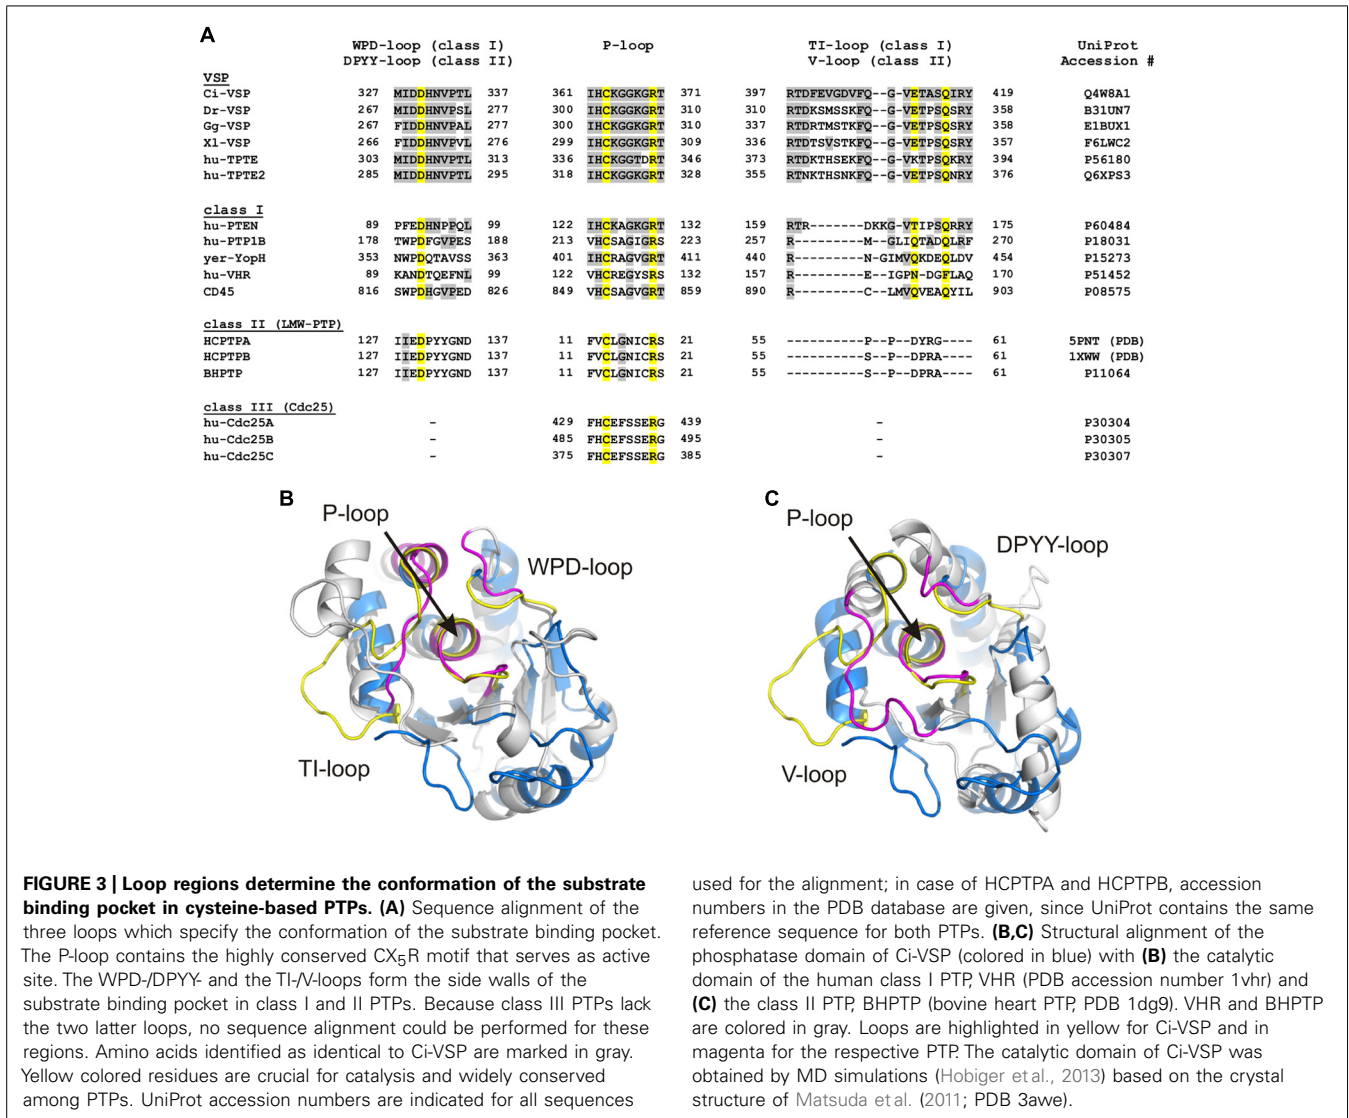 A
WPD-loop (class I) P-loop TI-loop (class I) UniProt
DPYY-loop (class II) V-loop (class II) Accession #
VSP
Ci-VSP 327 MIDDHNVPTL 337 361 IHCKGGKGRT 371 397 RTDFEVGDVFQ--G-VETASQIRY 419 Q4W8A1
Dr-VSP 267 MIDDHNVPSL 277 300 IHCKGGKGRT 310 310 RTDKSMSSKFQ--G-VETPSQSRY 358 B31UN7
Gg-VSP 267 FIDDHNVPAL 277 300 IHCKGGKGRT 310 337 RTDRTMSTKFQ--G-VETPSQSRY 358 E1BUX1
Xl-VSP 266 FIDDHNVPVL 276 299 IHCKGGKGRT 309 336 RTDTSVSTKFQ--G-VETPSQSRY 357 F6LWC2
hu-TPTE 303 MIDDHNVPTL 313 336 IHCKGGTDRT 346 373 RTDKTHSEKFQ--G-VKTPSQKRY 394 P56180
hu-TPTE2 285 MIDDHNVPTL 295 318 IHCKGGKGRT 328 355 RTNKTHSNKFQ--G-VETPSQNRY 376 Q6XPS3
class I
hu-PTEN 89 PFEDHNPPQL 99 122 IHCKAGKGRT 132 159 RTR-------DKKG-VTIPSQRRY 175 P60484
hu-PTP1B 178 TWPDFGVPES 188 213 VHCSAGIGRS 223 257 R---------M--GLIQTADQLRF 270 P18031
yer-YopH 353 NWPDQTAVSS 363 401 IHCRAGVGRT 411 440 R---------N-GIMVQKDEQLDV 454 P15273
hu-VHR 89 KANDTQEFNL 99 122 VHCREGYSRS 132 157 R---------E--IGPN-DGFLAQ 170 P51452
CD45 816 SWPDHGVPED 826 849 VHCSAGVGRT 859 890 R---------C--LMVQVEAQYIL 903 P08575
class II (LMW-PTP)
HCPTPA 127 IIEDPYYGND 137 11 FVCLGNICRS 21 55 ----------P--P--DYRG---- 61 5PNT (PDB)
HCPTPB 127 IIEDPYYGND 137 11 FVCLGNICRS 21 55 ----------S--P--DPRA---- 61 1XWW (PDB)
BHPTP 127 IIEDPYYGND 137 11 FVCLGNICRS 21 55 ----------S--P--DPRA---- 61 P11064
class III (Cdc25)
hu-Cdc25A - 429 FHCEFSSERG 439 - P30304
hu-Cdc25B - 485 FHCEFSSERG 495 - P30305
hu-Cdc25C - 375 FHCEFSSERG 385 - P30307
B
P-loop
WPD-loop
TI-loop
C
P-loop
DPYY-loop
V-loop
FIGURE 3 | Loop regions determine the conformation of the substrate
binding pocket in cysteine-based PTPs. (A) Sequence alignment of the
three loops which specify the conformation of the substrate binding pocket.
The P-loop contains the highly conserved CX5R motif that serves as active
site. The WPD-/DPYY- and the TI-/V-loops form the side walls of the
substrate binding pocket in class I and II PTPs. Because class III PTPs lack
the two latter loops, no sequence alignment could be performed for these
regions. Amino acids identified as identical to Ci-VSP are marked in gray.
Yellow colored residues are crucial for catalysis and widely conserved
among PTPs. UniProt accession numbers are indicated for all sequences
used for the alignment; in case of HCPTPA and HCPTPB, accession
numbers in the PDB database are given, since UniProt contains the same
reference sequence for both PTPs. (B,C) Structural alignment of the
phosphatase domain of Ci-VSP (colored in blue) with (B) the catalytic
domain of the human class I PTP, VHR (PDB accession number 1vhr) and
(C) the class II PTP, BHPTP (bovine heart PTP, PDB 1dg9). VHR and BHPTP
are colored in gray. Loops are highlighted in yellow for Ci-VSP and in
magenta for the respective PTP. The catalytic domain of Ci-VSP was
obtained by MD simulations (Hobiger et al., 2013) based on the crystal
structure of Matsuda et al. (2011; PDB 3awe).